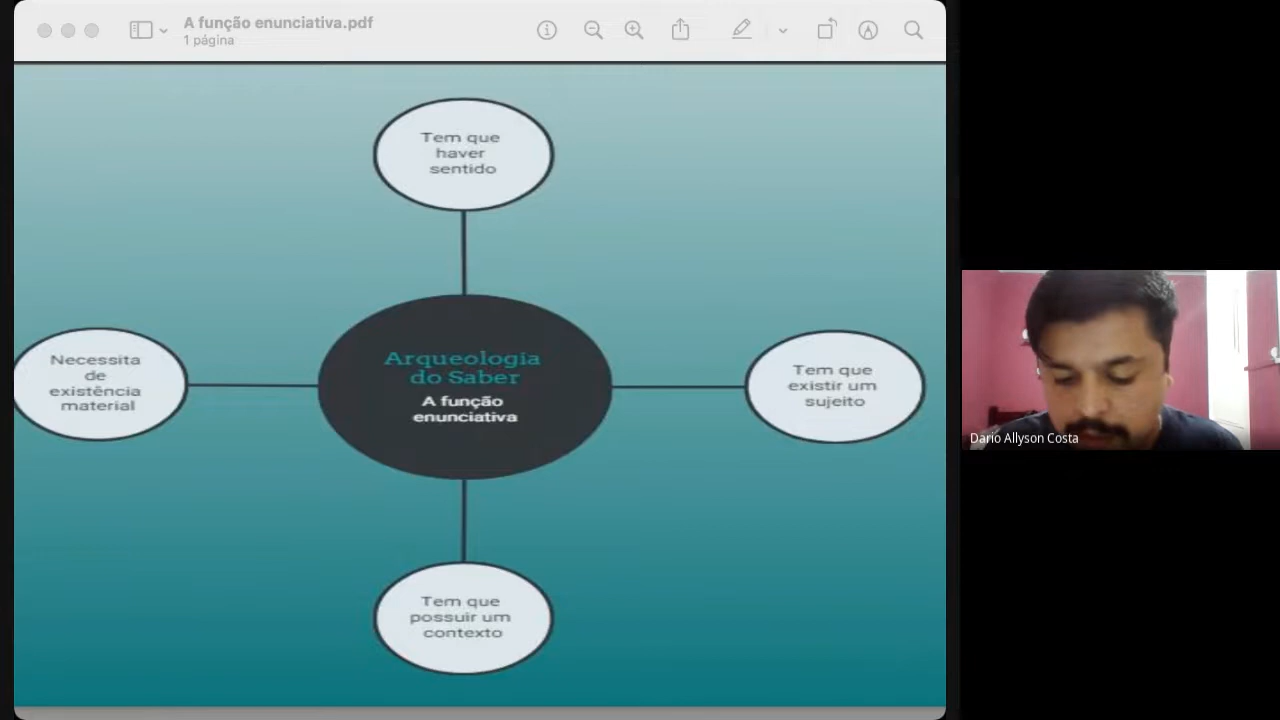 A função enunciativa.pdf
1 página
Tem que
haver
sentido
Necessita
de
existência
material
Arqueologia
do Saber
A função
enunciativa
Tem que
existir um
sujeito
Tem que
possuir um
contexto
Dario Allyson Costa